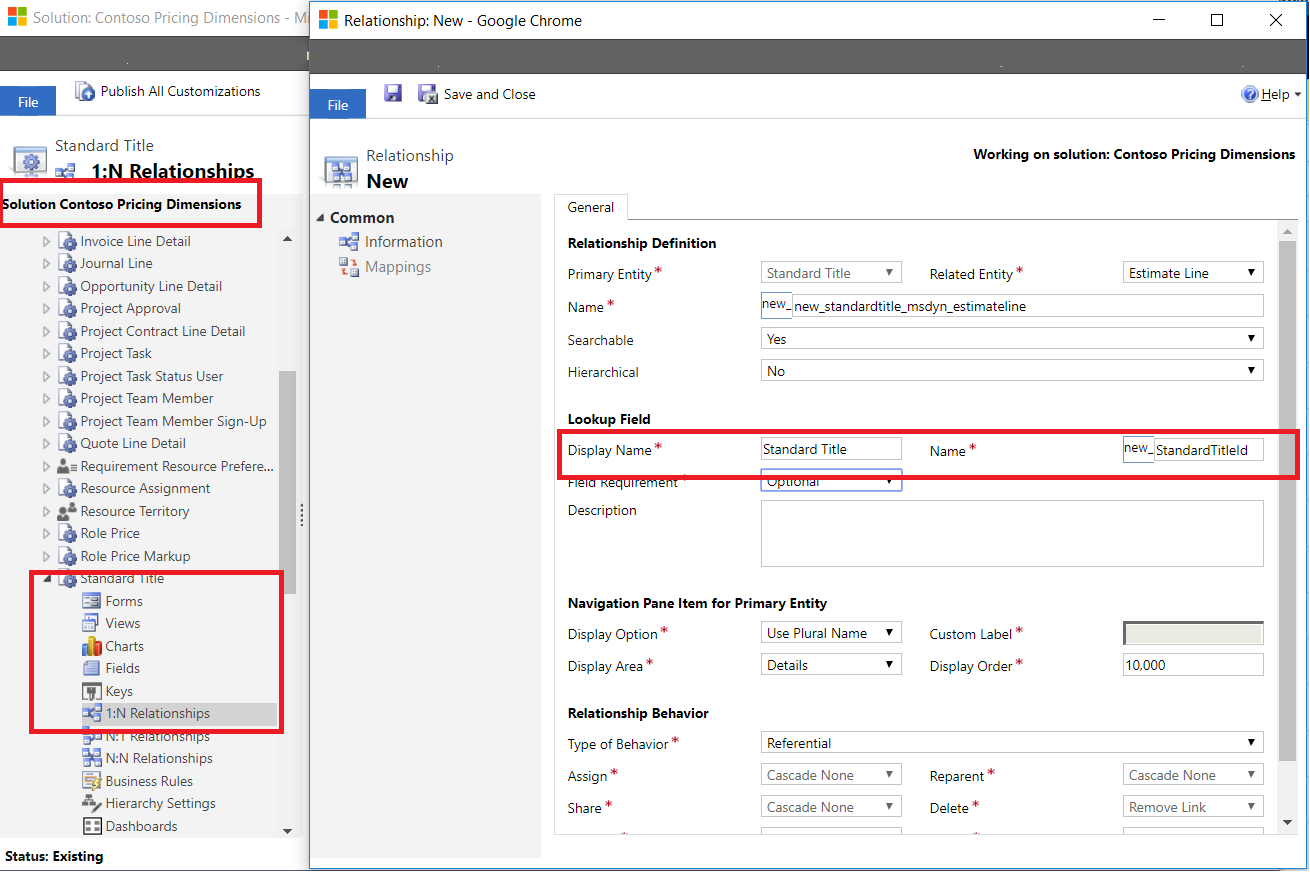 Solution: Contoso Pricing Dimensions - Mi
File
Publish All Customizations
Standard Title
1:N Relationships
Solution Contoso Pricing Dimensions
Invoice Line Detail
Journal Line
Opportunity Line Detail
Project Approval
Project Contract Line Detail
Project Task
Project Task Status User
Project Team Member
Project Team Member Sign-Up
Quote Line Detail
Requirement Resource Prefere...
Resource Assignment
Resource Territory
Role Price
Role Price Markup
Standard Title
Forms
Views
Charts
Fields
Keys
1:N Relationships
N:1 Relationships
N:N Relationships
Business Rules
Hierarchy Settings
Dashboards
Status: Existing
Relationship: New - Google Chrome
File
Save and Close
Help
Relationship
New
Working on solution: Contoso Pricing Dimensions
Common
Information
Mappings
General
Relationship Definition
Primary Entity* Standard Title Related Entity* Estimate Line
Name* new_ new_standardtitle_msdyn_estimateline
Searchable Yes
Hierarchical No
Lookup Field
Display Name* Standard Title Name* new_ StandardTitleId
Field Requirement* Optional
Description
Navigation Pane Item for Primary Entity
Display Option* Use Plural Name Custom Label*
Display Area* Details Display Order* 10,000
Relationship Behavior
Type of Behavior* Referential
Assign* Cascade None Reparent* Cascade None
Share* Cascade None Delete* Remove Link